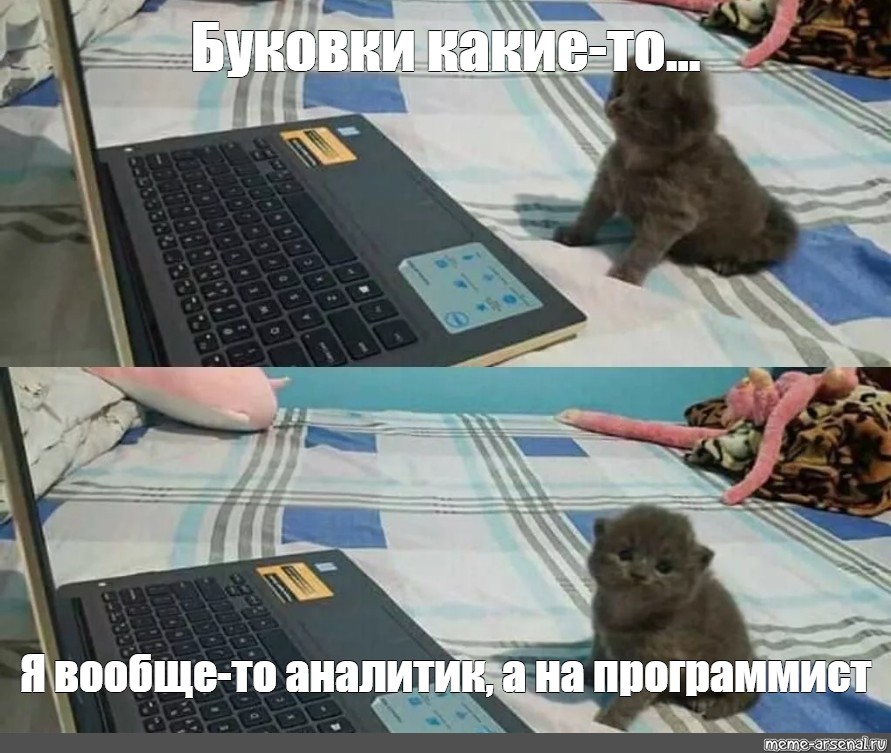 Буковки какие-то...
Я вообще-то аналитик, а на программист
meme-arsenal.ru